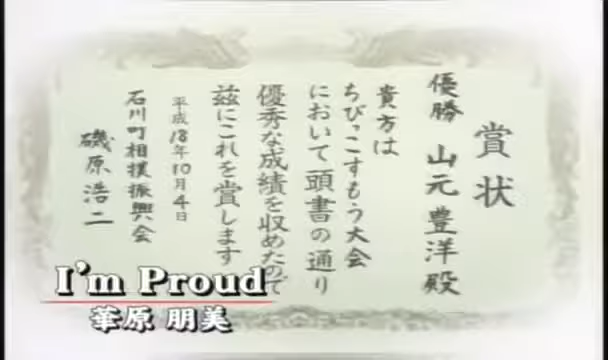 賞状
優勝 山元豊洋殿
貴方は
ちびっこすもう大会
において頭書の通り
優秀な成績を収めたので
茲にこれを賞します
平成18年10月4日
石川町相撲振興会
磯原浩二
I'm Proud
華原 朋美